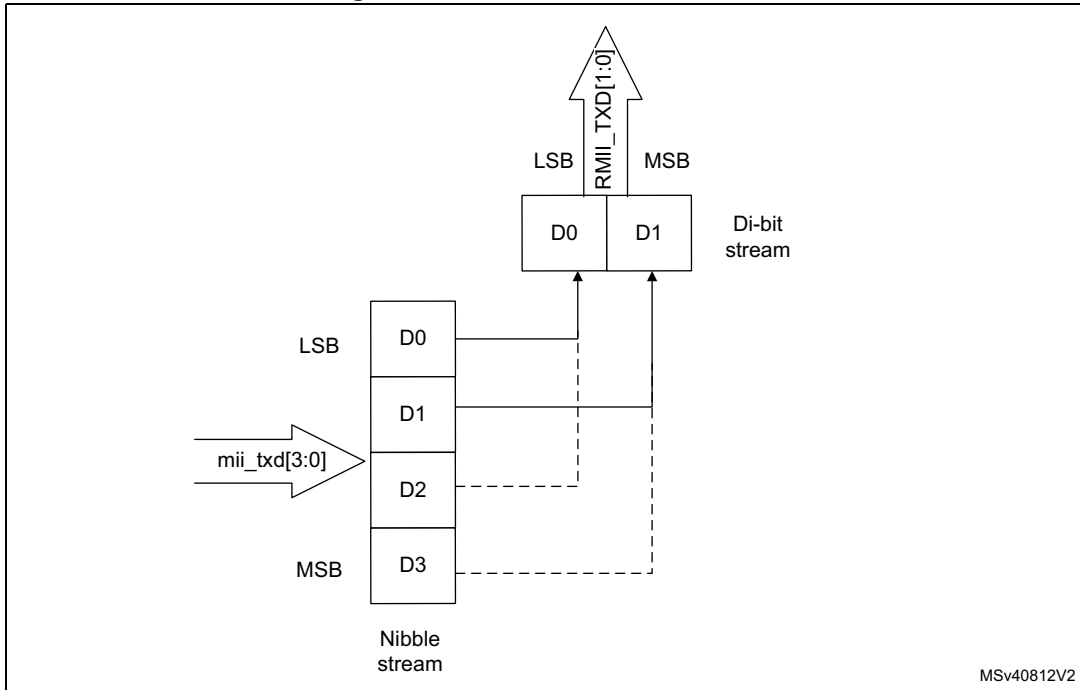 RMII_TXD[1:0]
LSB
MSB
D0
D1
Di-bit
stream
LSB
D0
D1
mii_txd[3:0]
D2
MSB
D3
Nibble
stream
MSv40812V2